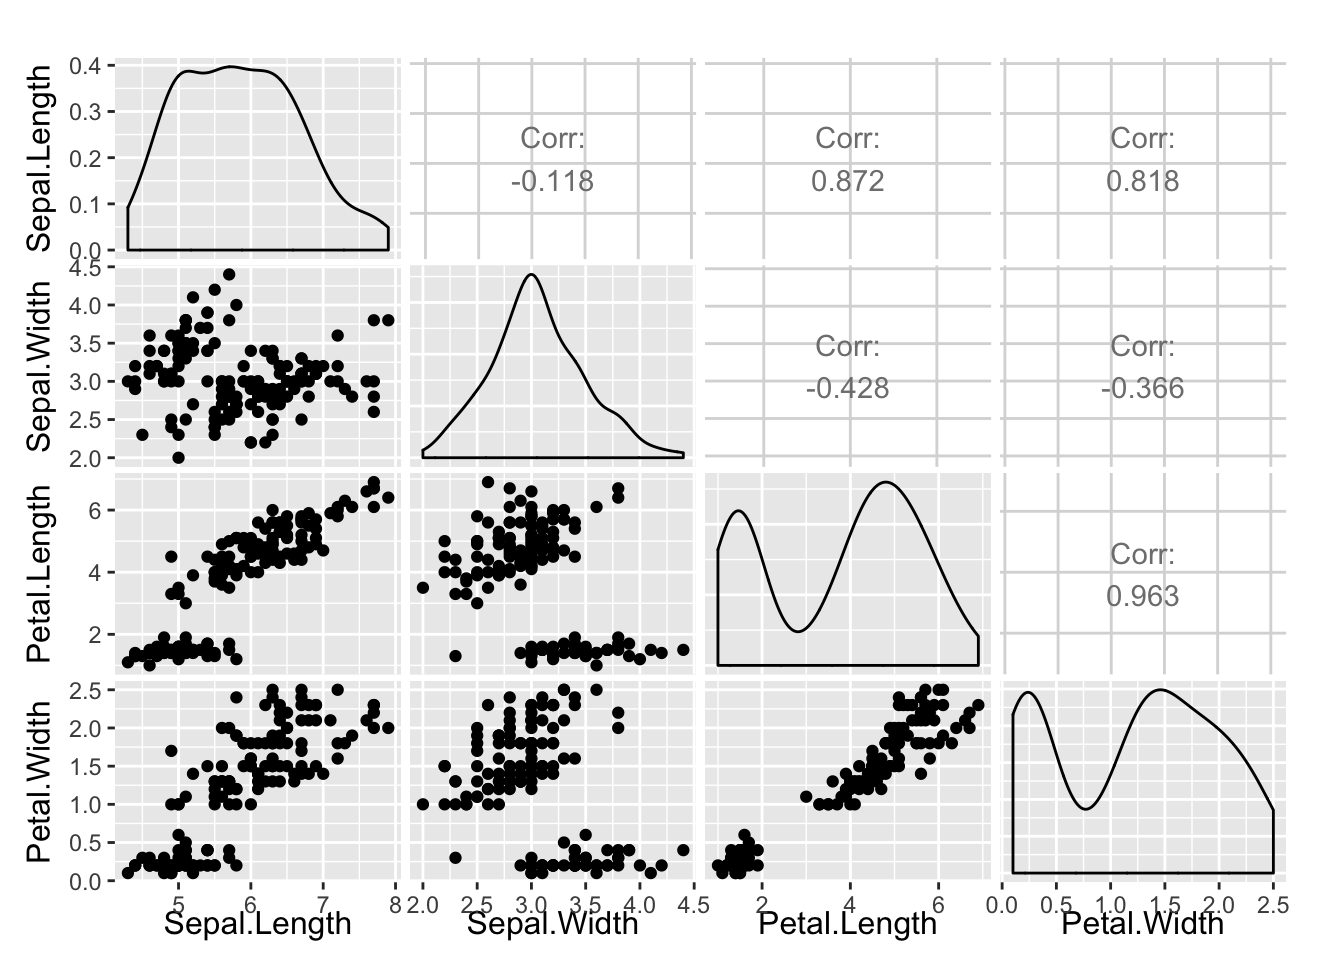 Sepal.Length
0.4
0.3
0.2
0.1
0.0
Corr:
-0.118
Corr:
0.872
Corr:
0.818
Sepal.Width
4.5
4.0
3.5
3.0
2.5
2.0
Corr:
-0.428
Corr:
-0.366
Petal.Length
6
4
2
Corr:
0.963
Petal.Width
2.5
2.0
1.5
1.0
0.5
0.0
5 6 7 8
2.0 2.5 3.0 3.5 4.0 4.5
2 4 6
0.0 0.5 1.0 1.5 2.0 2.5
Sepal.Length
Sepal.Width
Petal.Length
Petal.Width